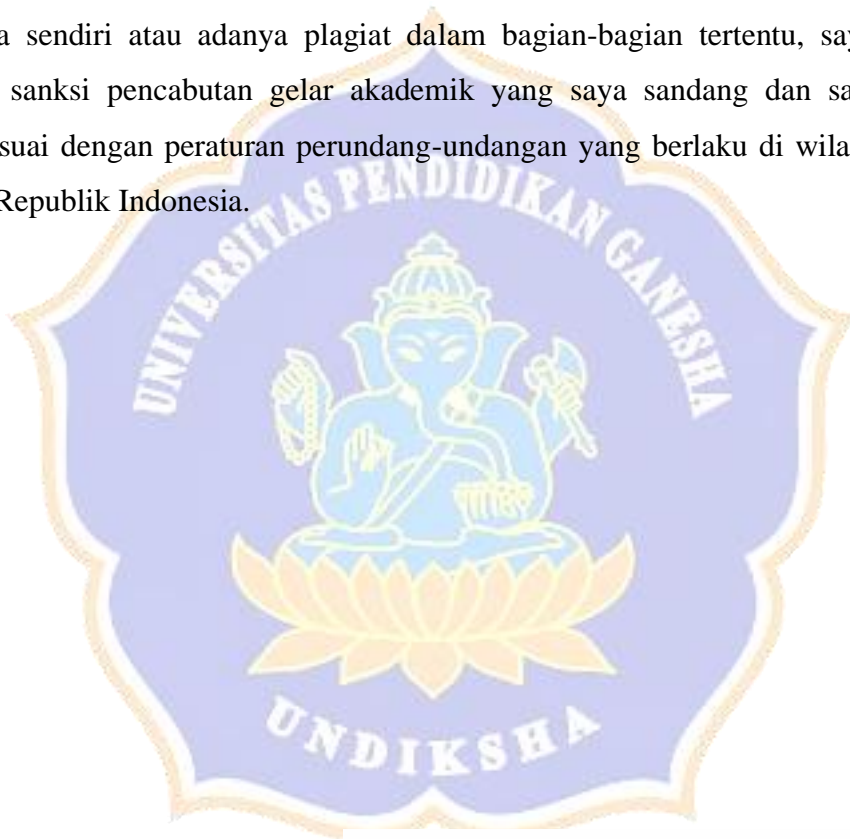 a sendiri atau adanya plagiat dalam bagian-bagian tertentu, say
sanksi pencabutan gelar akademik yang saya sandang dan sa
suai dengan peraturan perundang-undangan yang berlaku di wila
Republik Indonesia.
UNIVERSITAS PENDIDIKAN GANESHA
UNDIKSHA